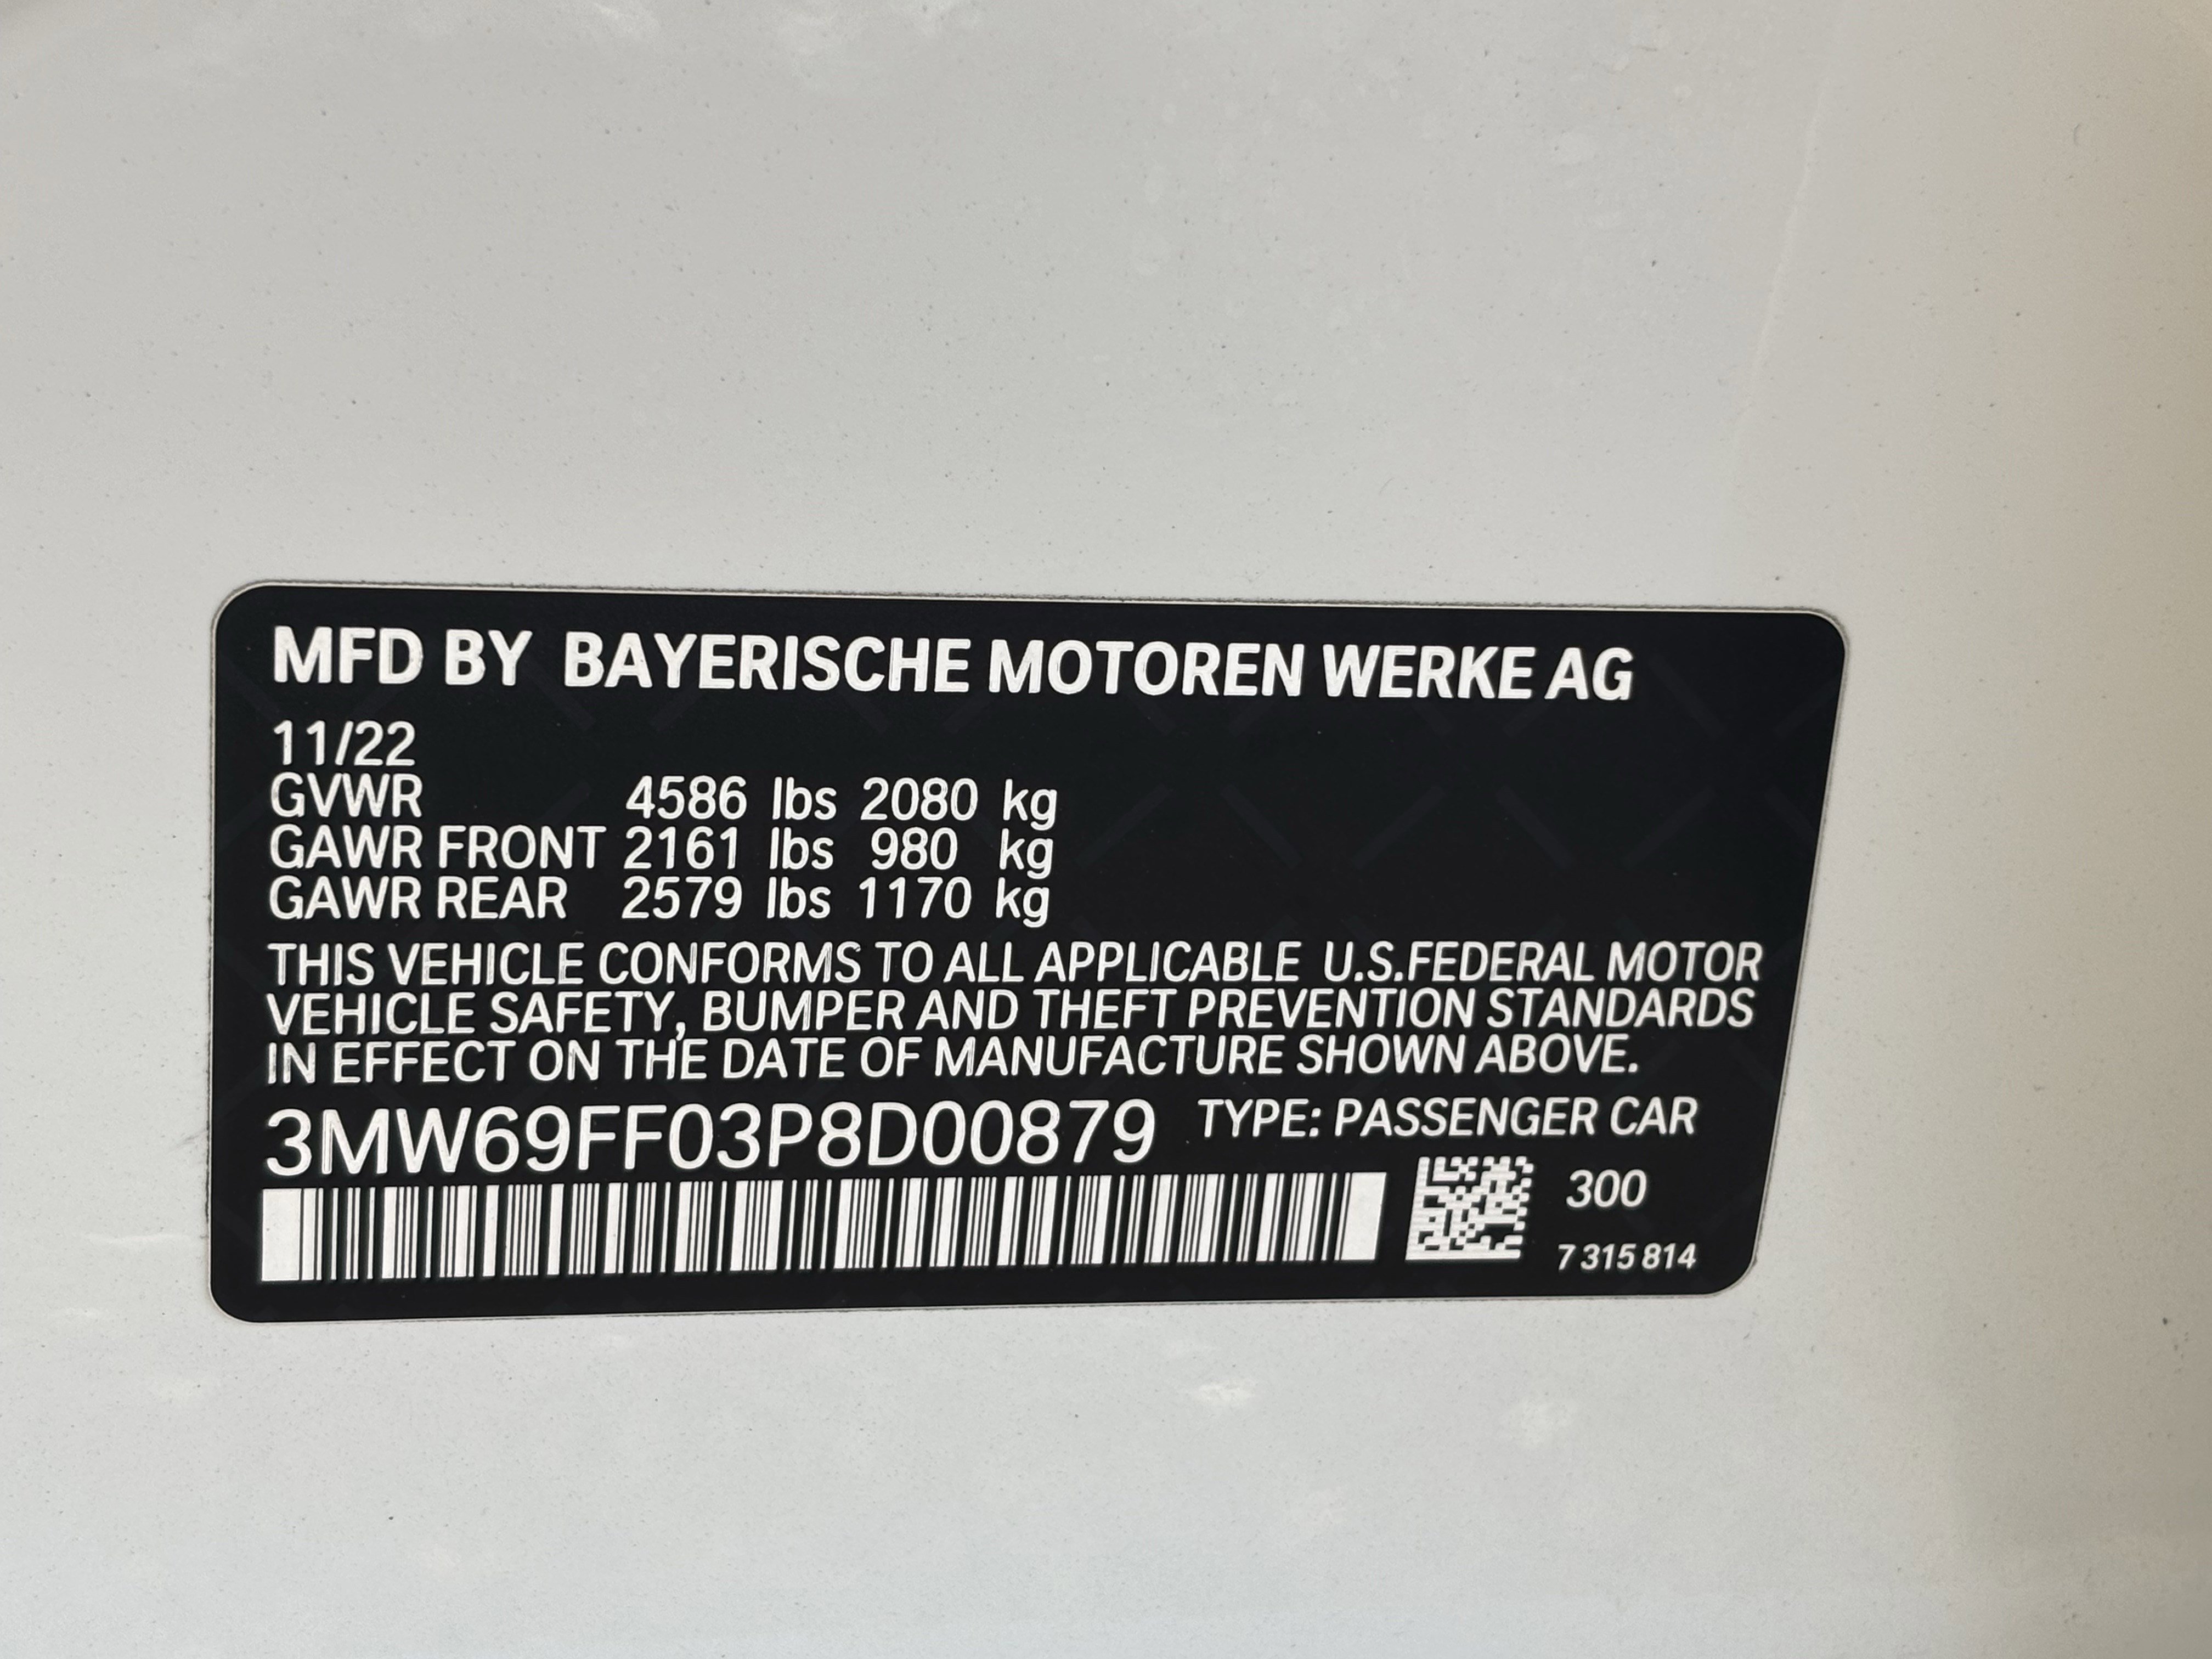 MFD BY BAYERISCHE MOTOREN WERKE AG
11/22
GVWR 4586 lbs 2080 kg
GAWR FRONT 2161 lbs 980 kg
GAWR REAR 2579 lbs 1170 kg
THIS VEHICLE CONFORMS TO ALL APPLICABLE U.S.FEDERAL MOTOR
VEHICLE SAFETY, BUMPER AND THEFT PREVENTION STANDARDS
IN EFFECT ON THE DATE OF MANUFACTURE SHOWN ABOVE.
3MW69FF03P8D00879 TYPE: PASSENGER CAR
300
7 315 814